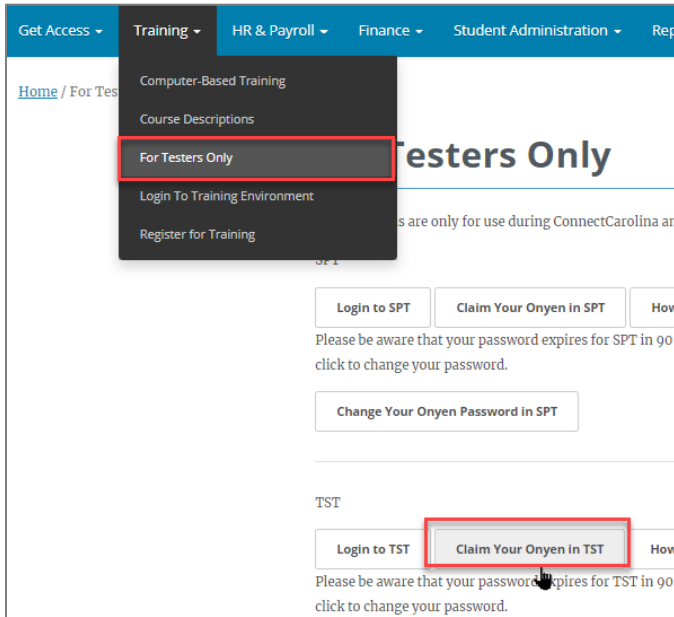 Get Access Training HR & Payroll Finance Student Administration
Home / For
Computer-Based Training
Course Descriptions
For Testers Only
Login To Training Environment
Register for Training
Testers Only
are only for use during ConnectCarolina
SPT
Login to SPT Claim Your Onyen in SPT
Please be aware that your password expires for SPT in 90
click to change your password.
Change Your Onyen Password in SPT
TST
Login to TST Claim Your Onyen in TST
Please be aware that your password expires for TST in 90
click to change your password.